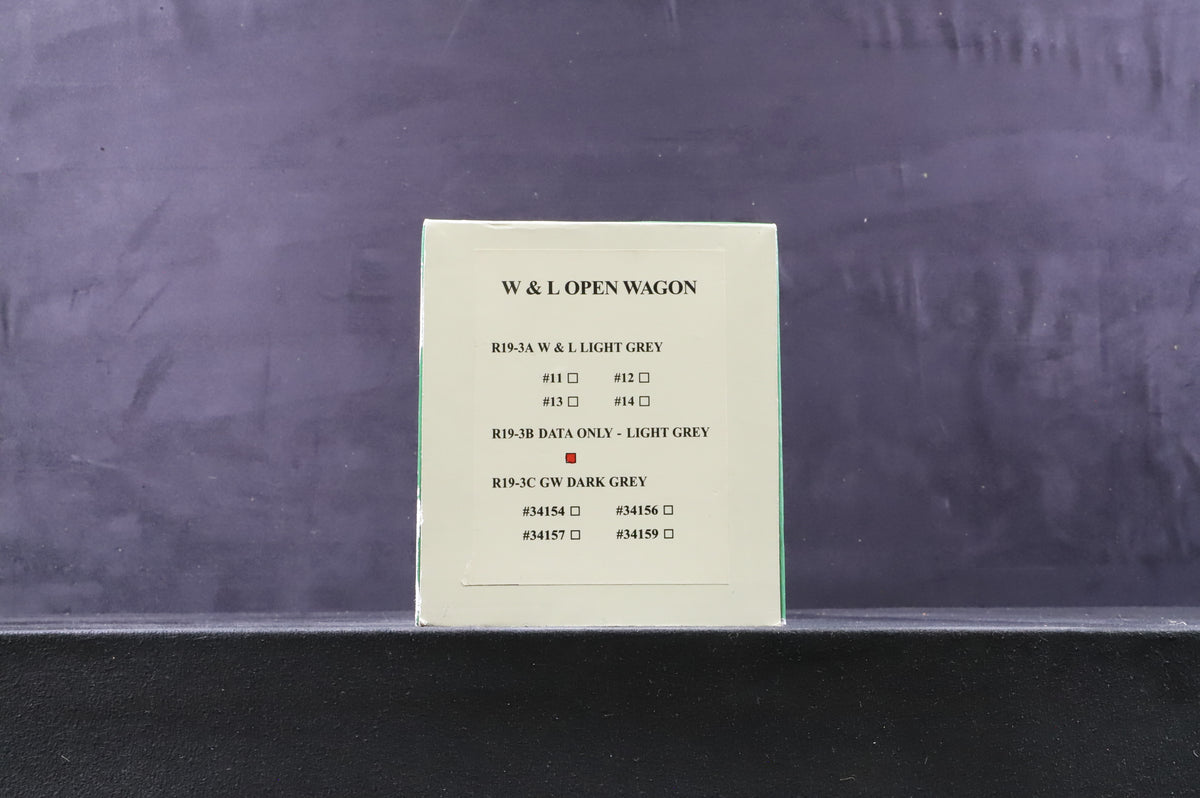 W & L OPEN WAGON
R19-3A W & L LIGHT GREY
#11 □ #12 □
#13 □ #14 □
R19-3B DATA ONLY - LIGHT GREY
■
R19-3C GW DARK GREY
#34154 □ #34156 □
#34157 □ #34159 □